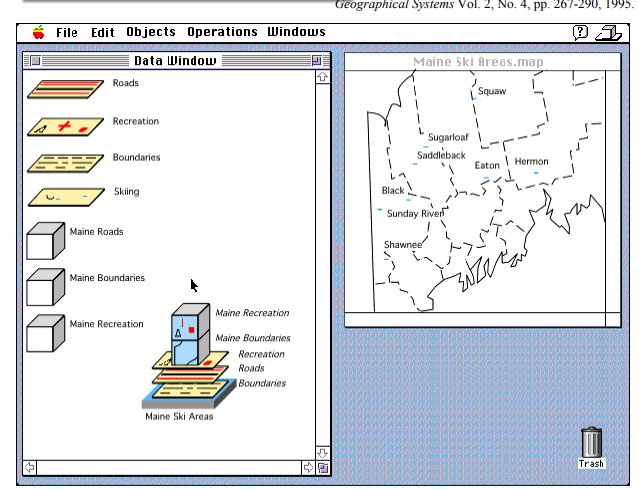 Geographical Systems Vol. 2, No. 4, pp. 267-290, 1995.
File Edit Objects Operations Windows
Data Window
Roads
Recreation
Boundaries
Skiing
Maine Roads
Maine Boundaries
Maine Recreation
Maine Recreation
Maine Boundaries
Recreation
Roads
Boundaries
Maine Ski Areas
Maine Ski Areas.map
Squaw
Sugarloaf
Saddleback
Eaton
Hermon
Black
Sunday River
Shawnee
Trash